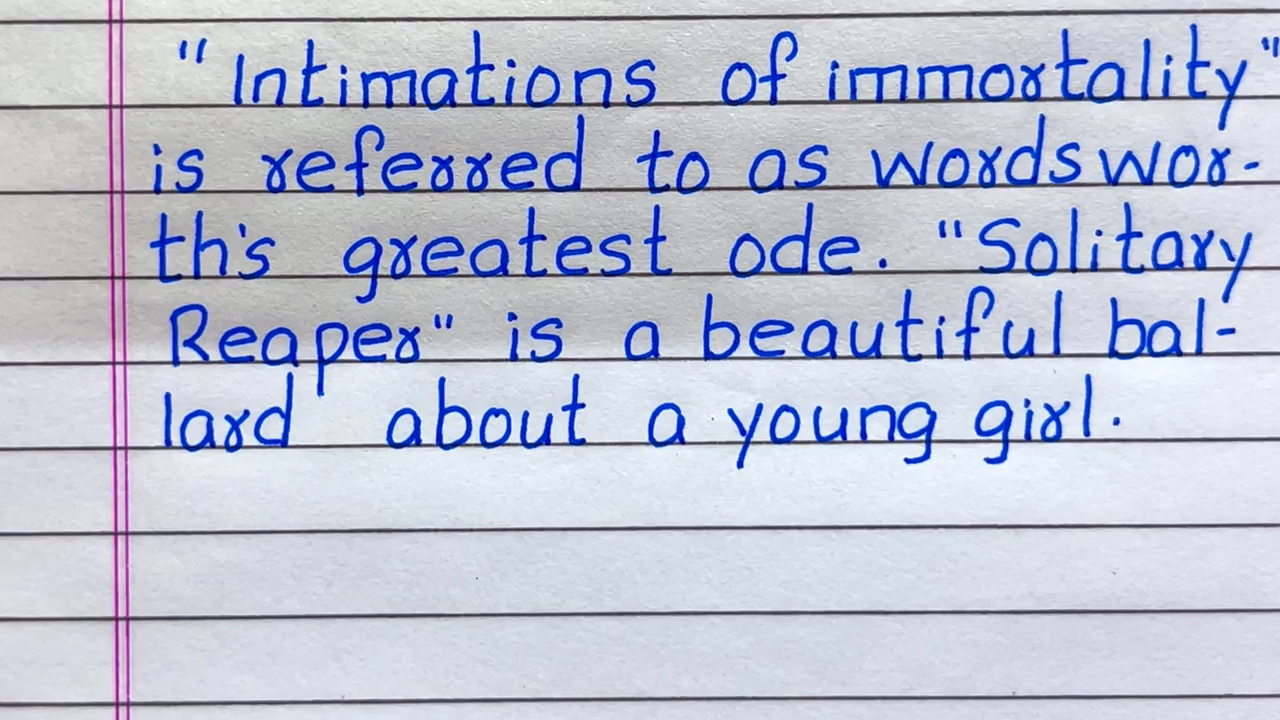 "Intimations of immortality"
is referred to as wordswor-
th's greatest ode. "Solitary
Reaper" is a beautiful bal-
lard about a young girl.